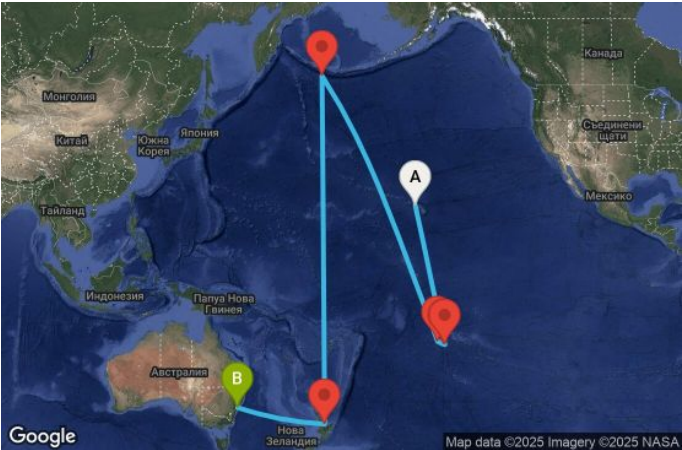 Канада
Монголия
Съединени
щати
Китай
Южна
Корея
Япония
A
Мексико
Тайланд
Индонезия
Папуа Нова
Гвинея
Австралия
B
Нова
Зеландия
Google
Map data ©2025 Imagery ©2025 NASA